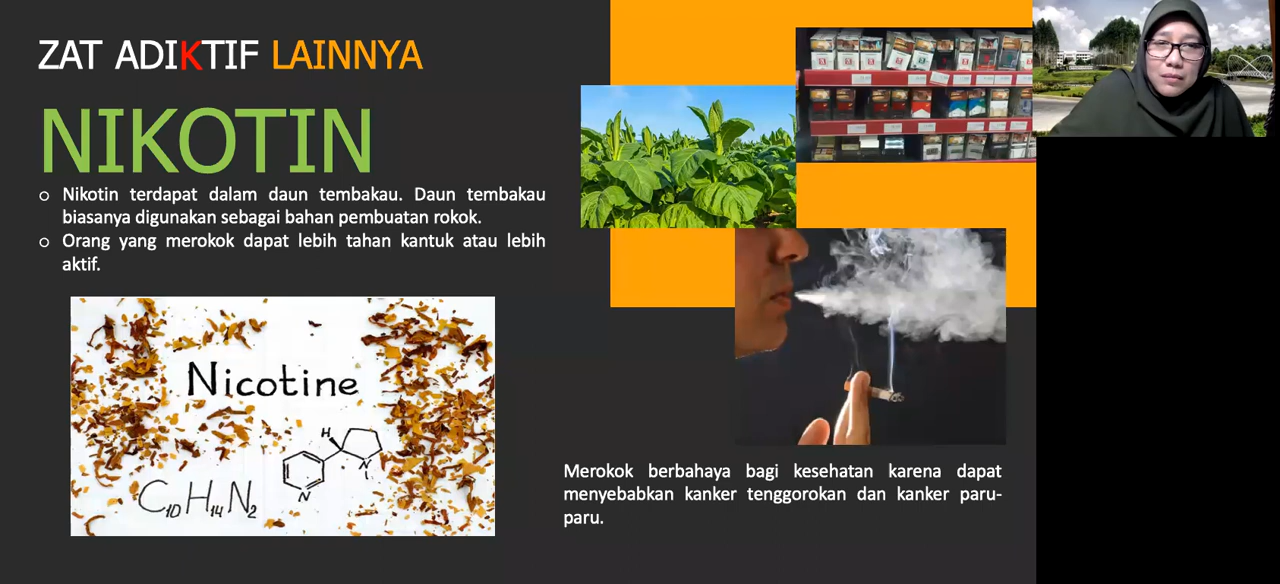 ZAT ADIKTIF LAINNYA
NIKOTIN
Nikotin terdapat dalam daun tembakau. Daun tembakau
biasanya digunakan sebagai bahan pembuatan rokok.
Orang yang merokok dapat lebih tahan kantuk atau lebih
aktif.
Nicotine
H
N
N
C10H14N2
Merokok berbahaya bagi kesehatan karena dapat
menyebabkan kanker tenggorokan dan kanker paru-
paru.